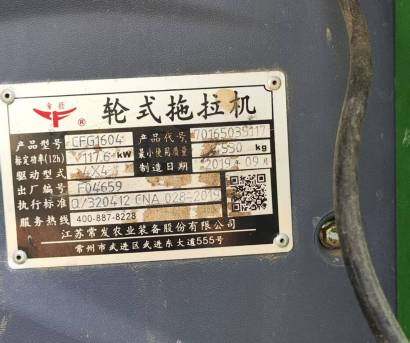 常发
® 轮式拖拉机
产品型号 CFG1604 产品代号 70165039117
标定功率(12h) 117.6 kW 最小使用质量 4550 kg
驱动型式 4X4 制造日期 2019.09
出厂编号 F04659
执行标准 Q/320412 CNA 028-2019
服务热线 400-887-8228
江苏常发农业装备股份有限公司
常州市武进区武进东大道555号